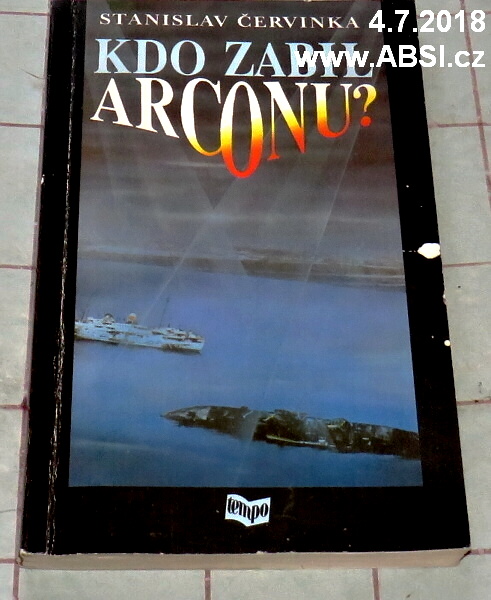 STANISLAV ČERVINKA
4.7.2018
KDO ZABIL
www.ABSI.cz
ARCONU?
tempo